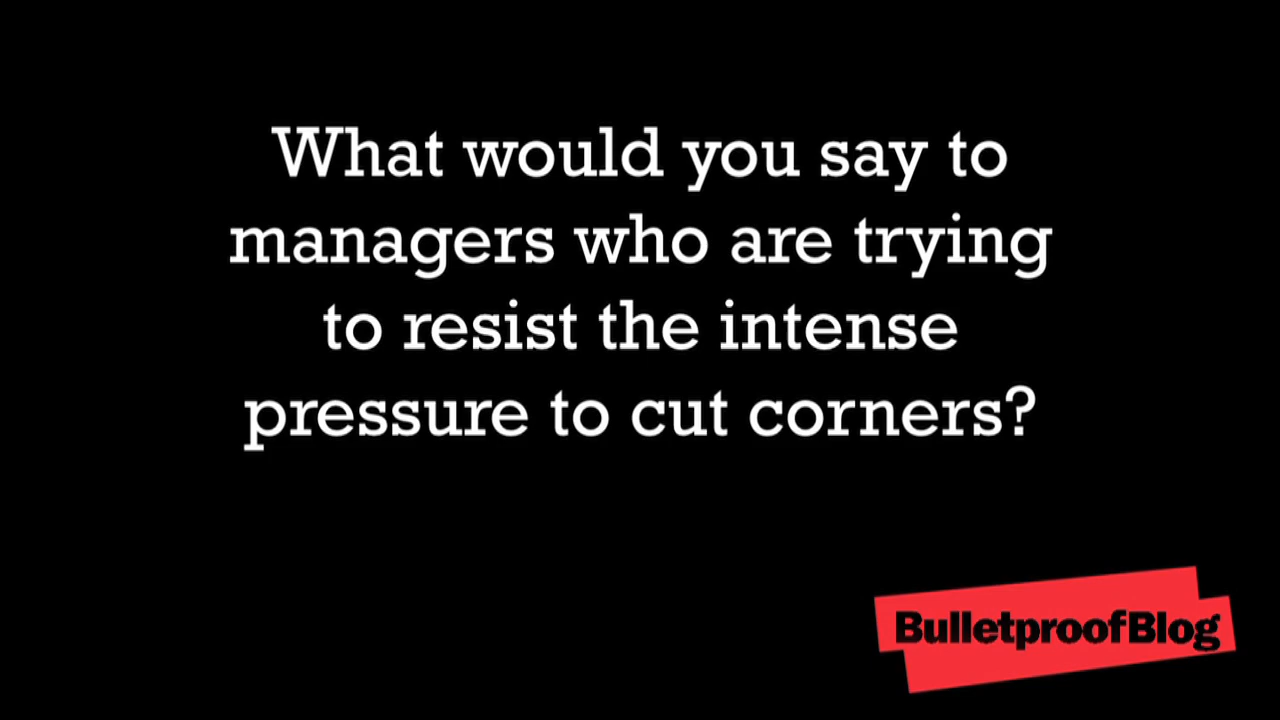 What would you say to
managers who are trying
to resist the intense
pressure to cut corners?
BulletproofBlog